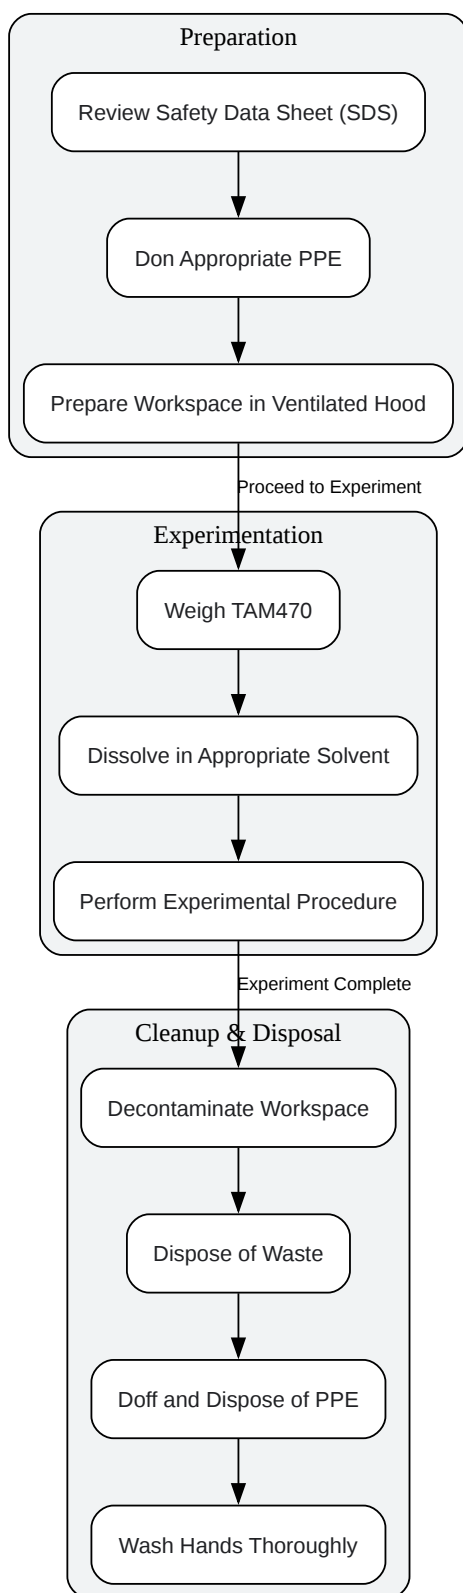 Preparation
Review Safety Data Sheet (SDS)
Don Appropriate PPE
Prepare Workspace in Ventilated Hood
Proceed to Experiment
Experimentation
Weigh TAM470
Dissolve in Appropriate Solvent
Perform Experimental Procedure
Experiment Complete
Cleanup & Disposal
Decontaminate Workspace
Dispose of Waste
Doff and Dispose of PPE
Wash Hands Thoroughly